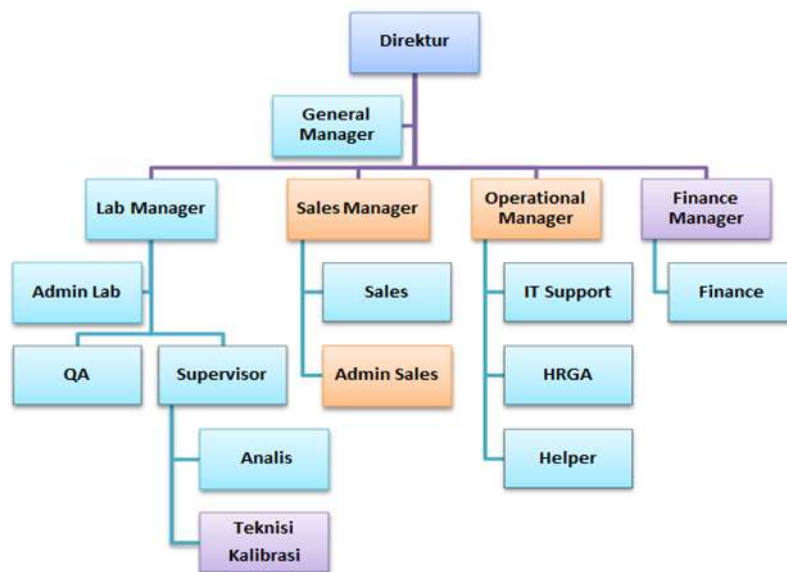 Direktur
General
Manager
Lab Manager
Sales Manager
Operational
Manager
Finance
Manager
Admin Lab
Sales
IT Support
Finance
QA
Supervisor
Admin Sales
HRGA
Analis
Helper
Teknisi
Kalibrasi